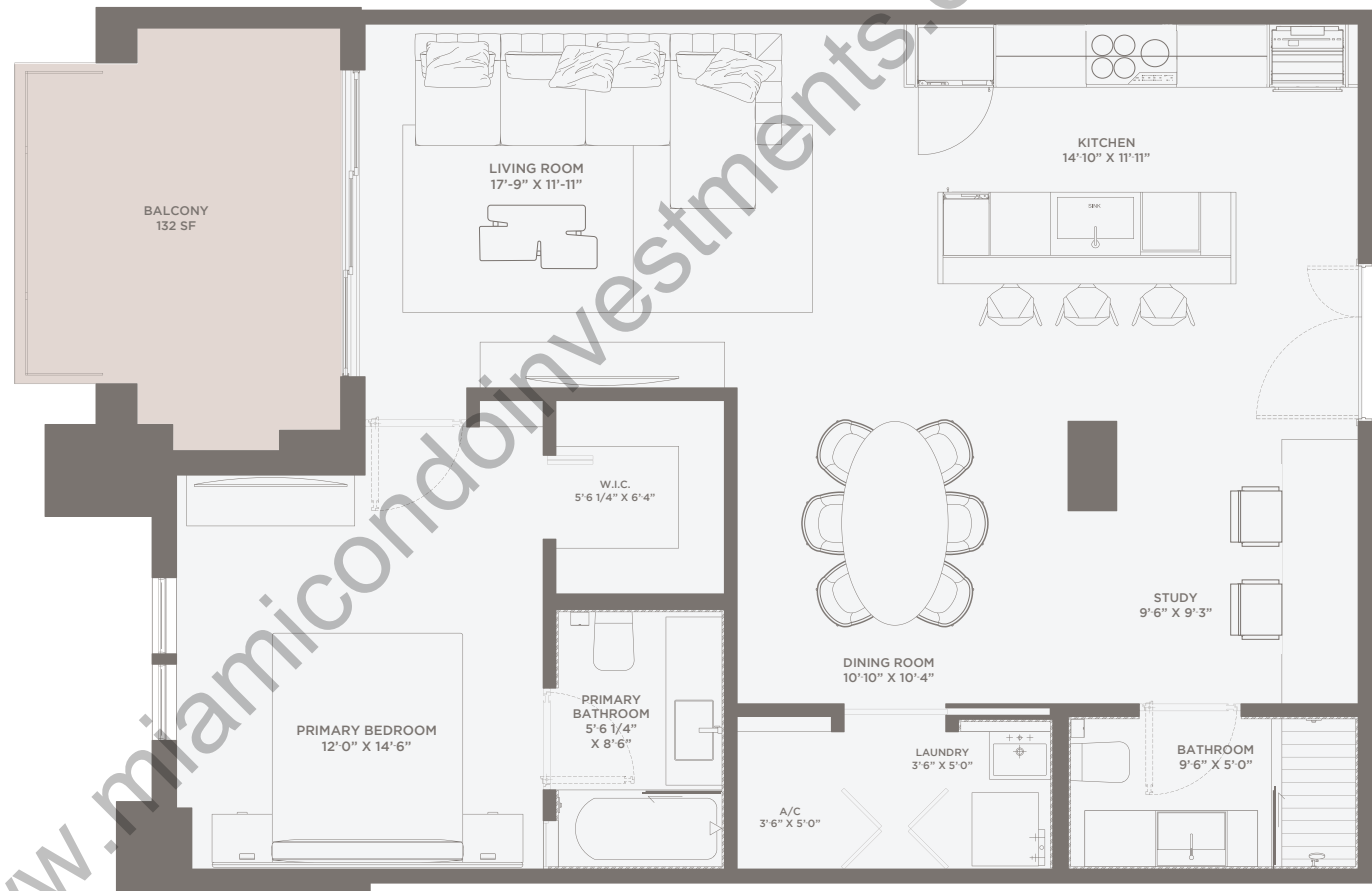 BALCONY
132 SF
LIVING ROOM
17'-9" X 11'-11"
KITCHEN
14'10" X 11'11"
SINK
W.I.C.
5'6 1/4" X 6'4"
STUDY
9'6" X 9'3"
DINING ROOM
10'10" X 10'4"
PRIMARY BEDROOM
12'0" X 14'6"
PRIMARY
BATHROOM
5'6 1/4"
X 8'6"
LAUNDRY
3'6" X 5'0"
A/C
3'6" X 5'0"
BATHROOM
9'6" X 5'0"
www.miamicondoinvestments.c